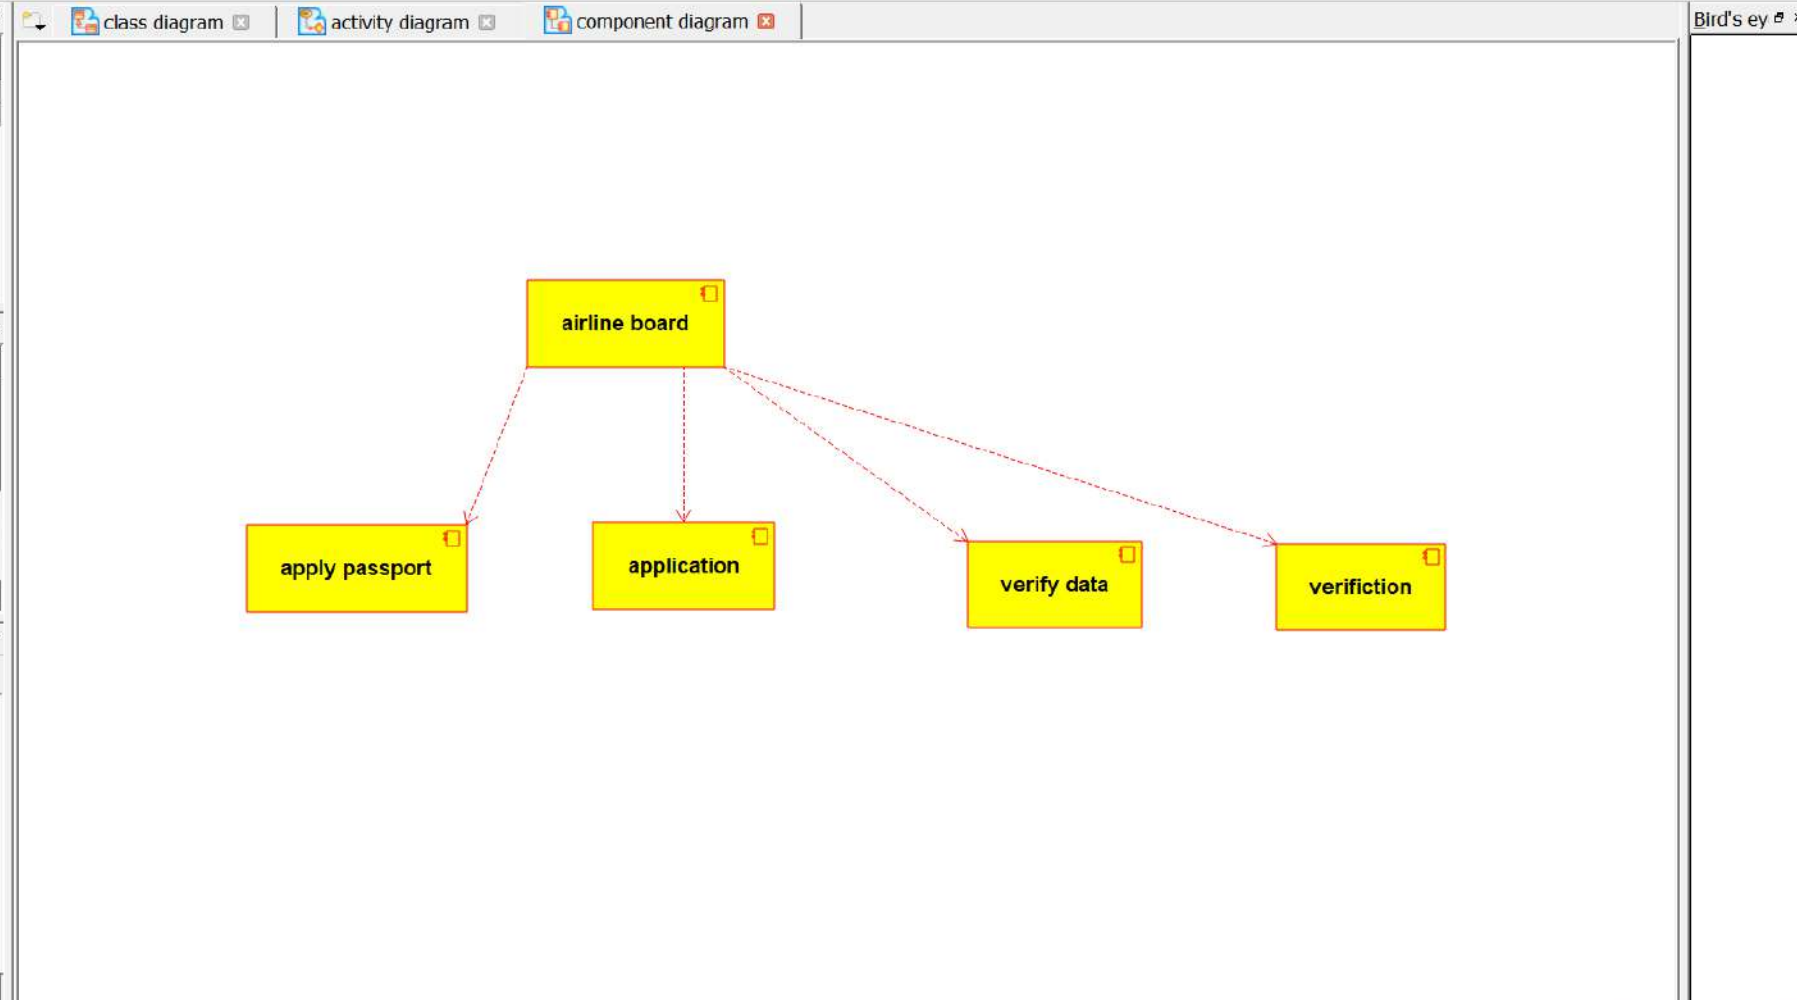 class diagram
activity diagram
component diagram
Bird's ey
airline board
apply passport
application
verify data
verifiction